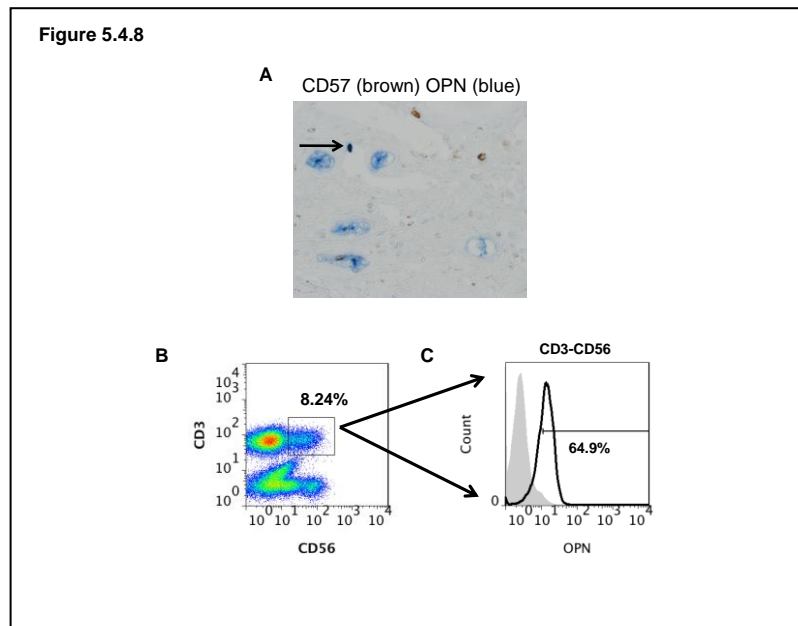 Figure 5.4.8
A
CD57 (brown) OPN (blue)
B
CD3
10^4
10^3
10^2
10^1
10^0
8.24%
10^0 10^1 10^2 10^3 10^4
CD56
C
CD3-CD56
Count
0
64.9%
10^0 10^1 10^2 10^3 10^4
OPN